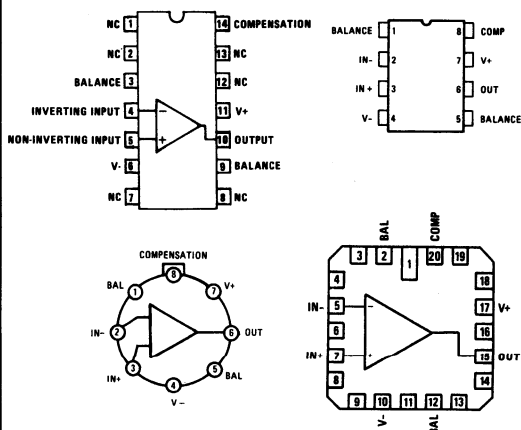 NC 1 14 COMPENSATION
NC 2 13 NC
BALANCE 3 12 NC
INVERTING INPUT 4 - 11 V+
NON-INVERTING INPUT 5 + 10 OUTPUT
V- 6 9 BALANCE
NC 7 8 NC
BALANCE 1 8 COMP
IN- 2 7 V+
IN+ 3 6 OUT
V- 4 5 BALANCE
COMPENSATION
8
BAL 1 7 V+
IN- 2 6 OUT
IN+ 3 5 BAL
4
V-
BAL COMP
3 2 1 20 19
4 18
IN- 5 - 17 V+
6 16
IN+ 7 + 15 OUT
8 14
9 10 11 12 13
V- BAL